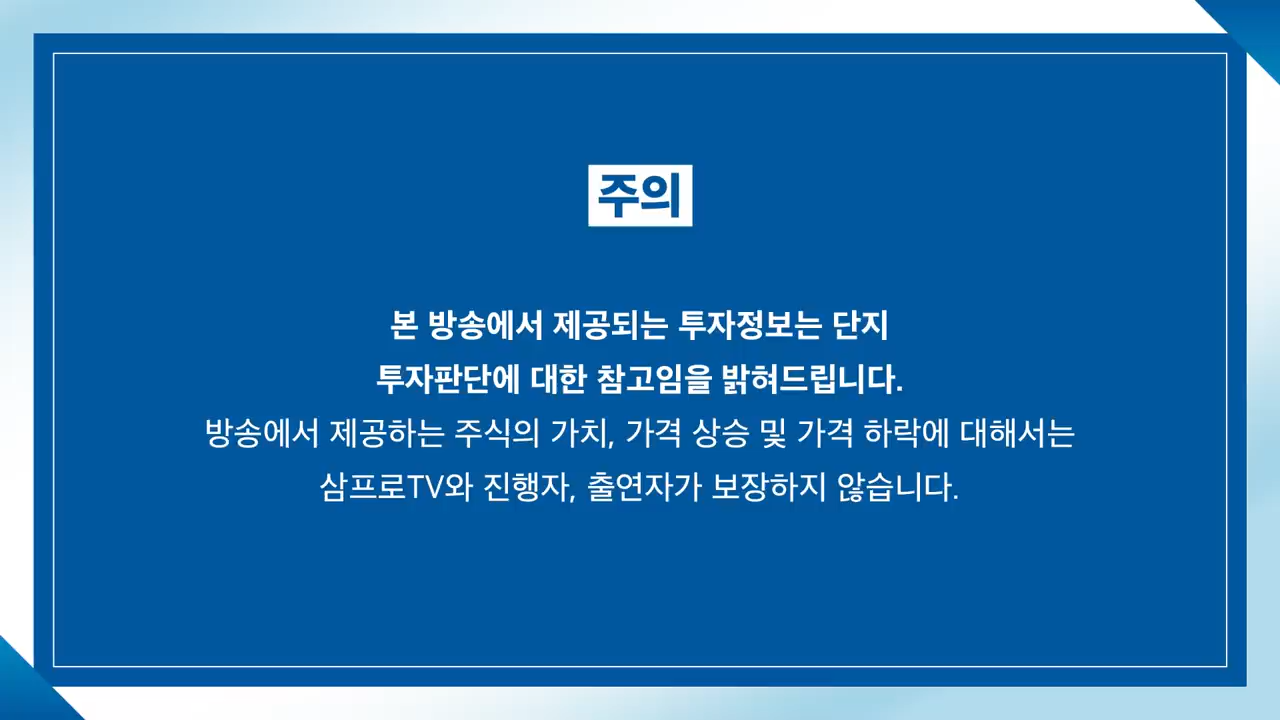 주의
본 방송에서 제공되는 투자정보는 단지
투자판단에 대한 참고임을 밝혀드립니다.
방송에서 제공하는 주식의 가치, 가격 상승 및 가격 하락에 대해서는
삼프로TV와 진행자, 출연자가 보장하지 않습니다.